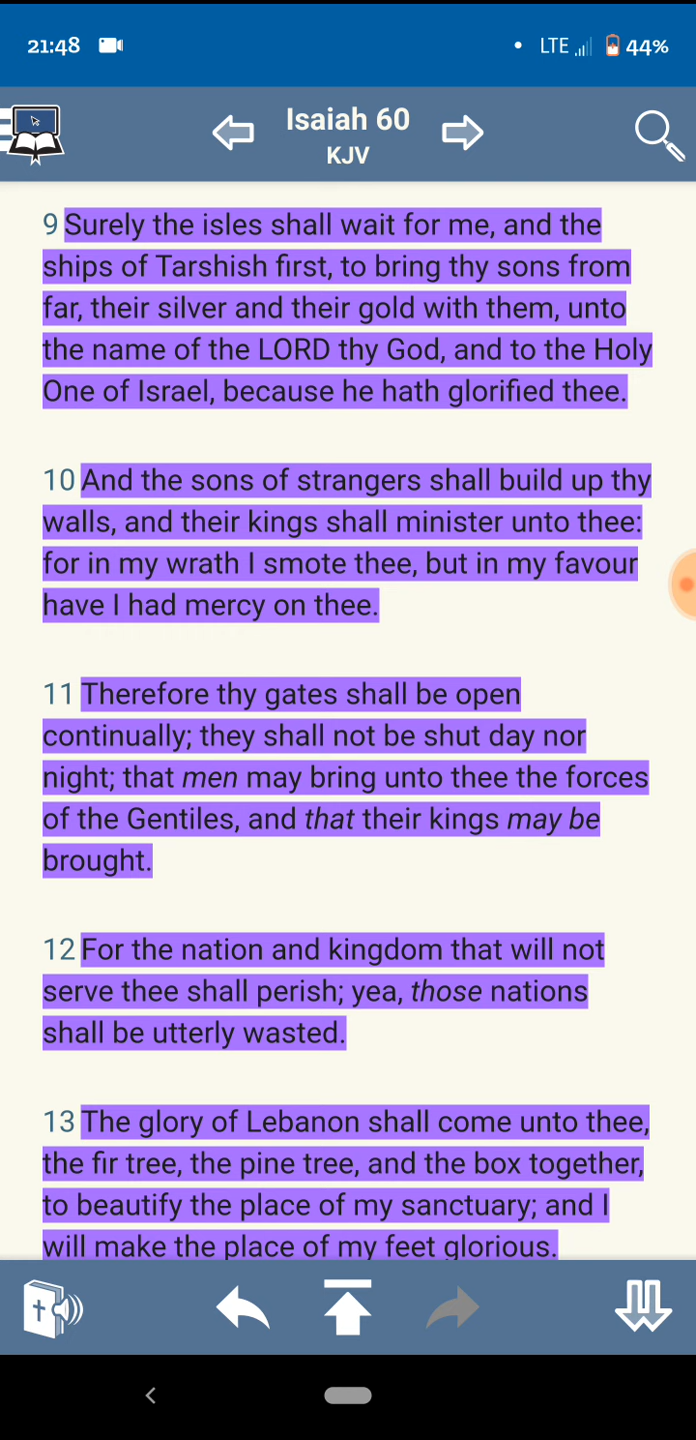 21:48 LTE 44%
Isaiah 60
KJV
9 Surely the isles shall wait for me, and the
ships of Tarshish first, to bring thy sons from
far, their silver and their gold with them, unto
the name of the LORD thy God, and to the Holy
One of Israel, because he hath glorified thee.
10 And the sons of strangers shall build up thy
walls, and their kings shall minister unto thee:
for in my wrath I smote thee, but in my favour
have I had mercy on thee.
11 Therefore thy gates shall be open
continually; they shall not be shut day nor
night; that men may bring unto thee the forces
of the Gentiles, and that their kings may be
brought.
12 For the nation and kingdom that will not
serve thee shall perish; yea, those nations
shall be utterly wasted.
13 The glory of Lebanon shall come unto thee,
the fir tree, the pine tree, and the box together,
to beautify the place of my sanctuary; and I
will make the place of my feet glorious.